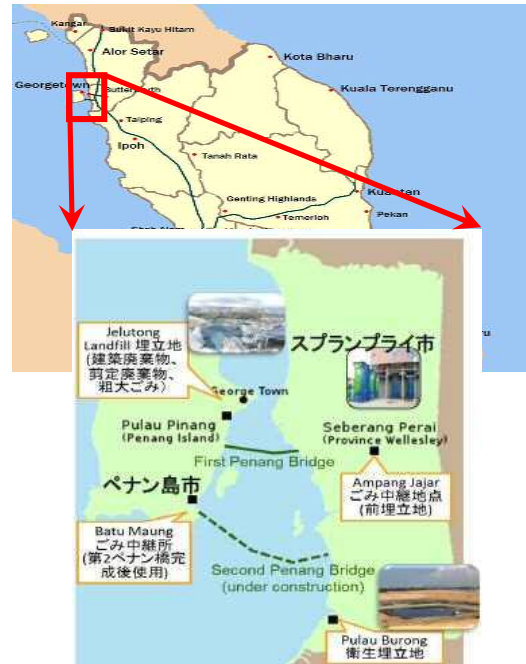 Kangar
Bukit Kayu Hitam
Alor Setar
Kota Bharu
Georgetown
Butterworth
Kuala Terengganu
Taiping
Ipoh
Tanah Rata
Genting Highlands
Kuantan
Temerloh
Pekan
Shah Alam
Jelutong
Landfill 埋立地
(建築廃棄物、
剪定廃棄物、
粗大ごみ)
スプランプライ市
George Town
Pulau Pinang
(Penang Island)
Seberang Perai
(Province Wellesley)
First Penang Bridge
ペナン島市
Ampang Jajar
ごみ中継地点
(前埋立地)
Batu Maung
ごみ中継所
(第2ペナン橋完
成後使用)
Second Penang Bridge
(under construction)
Pulau Burong
衛生埋立地